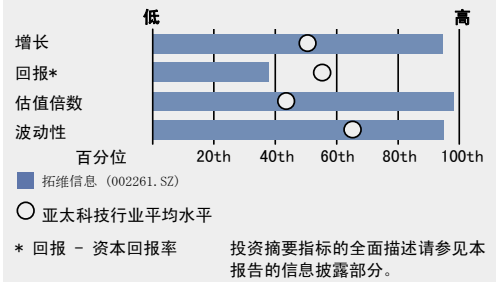 低 高
增长
回报*
估值倍数
波动性
百分位 20th 40th 60th 80th 100th
拓维信息 (002261.SZ)
亚太科技行业平均水平
* 回报 - 资本回报率 投资摘要指标的全面描述请参见本
报告的信息披露部分。